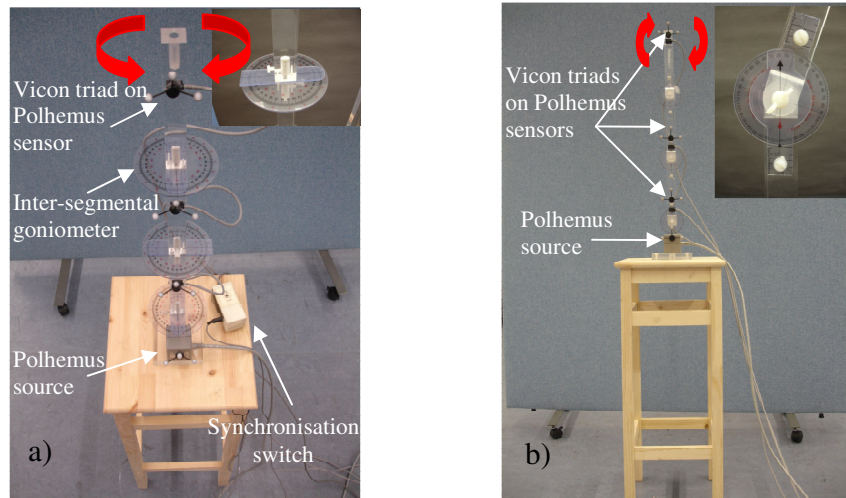 Vicon triad on
Polhemus
sensor
Inter-segmental
goniometer
Polhemus
source
Synchronisation
switch
a)
Vicon triads
on Polhemus
sensors
Polhemus
source
b)